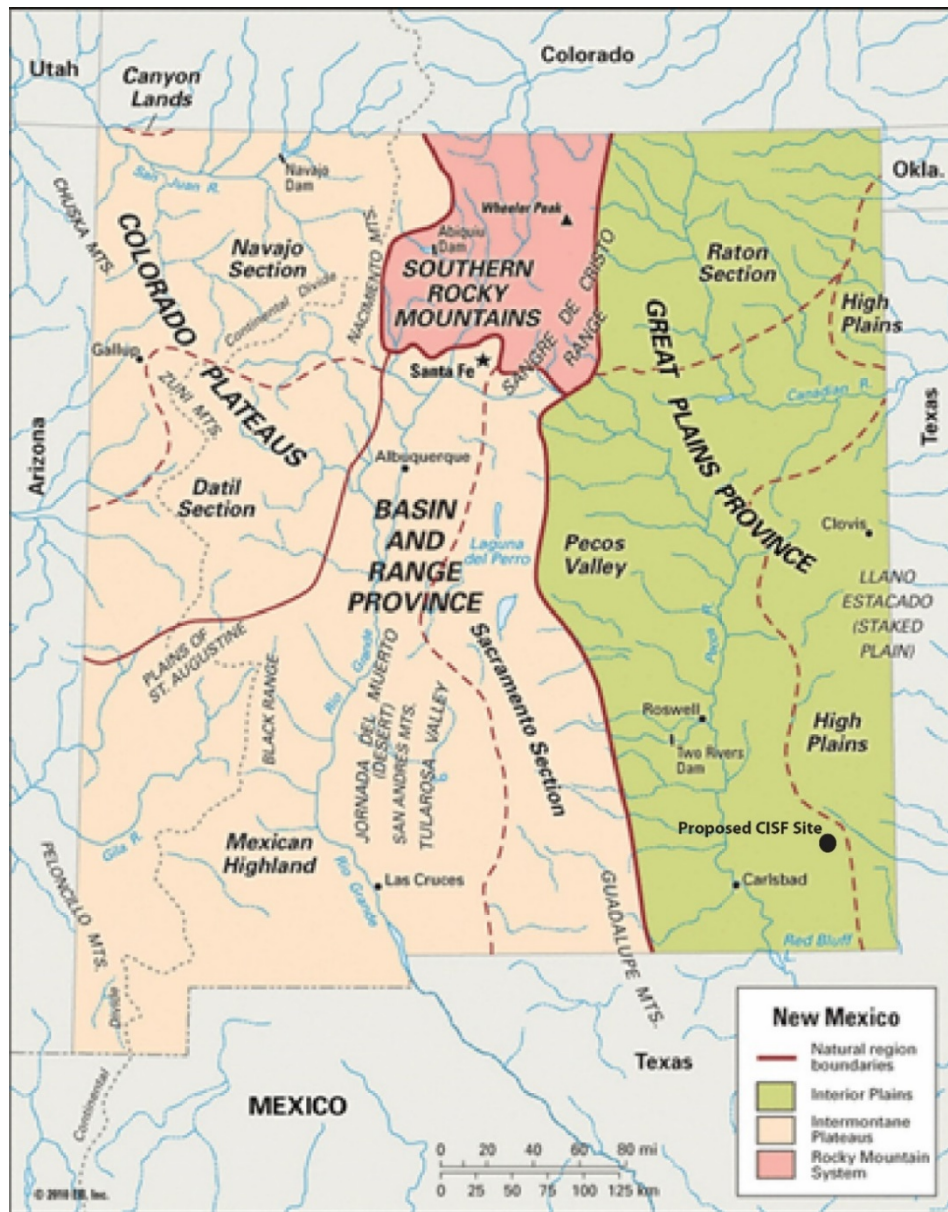 Utah
Colorado
Canyon
Lands
Okla.
San Juan R.
Navajo
Dam
CHUSKA MTS.
COLORADO
PLATEAUS
Navajo
Section
Continental Divide
NACIMIENTO MTS.
Wheeler Peak
Abiquiu
Dam
SOUTHERN
ROCKY
MOUNTAINS
SANGRE DE CRISTO
RANGE
Raton
Section
High
Plains
GREAT
PLAINS
PROVINCE
Gallup
ZUNI MTS.
Santa Fe
Canadian R.
Arizona
Texas
Albuquerque
Datil
Section
BASIN
AND
RANGE
PROVINCE
Laguna
del Perro
Pecos
Valley
Clovis
LLANO
ESTACADO
(STAKED
PLAIN)
PLAINS OF
ST. AUGUSTINE
BLACK RANGE
Rio
Grande
JORNADA DEL MUERTO
(DESERT)
SAN ANDRES MTS.
TULAROSA VALLEY
Sacramento Section
Pecos R.
Roswell
Two Rivers
Dam
High
Plains
Proposed CISF Site
Gila R.
Mexican
Highland
Rio Grande
Las Cruces
GUADALUPE MTS.
Carlsbad
Red Bluff
PELONCILLO MTS.
Divide
Continental
MEXICO
Texas
New Mexico
Natural region
boundaries
Interior Plains
Intermontane
Plateaus
Rocky Mountain
System
0 20 40 60 80 mi
0 25 50 75 100 125 km
© 2010 EB, Inc.